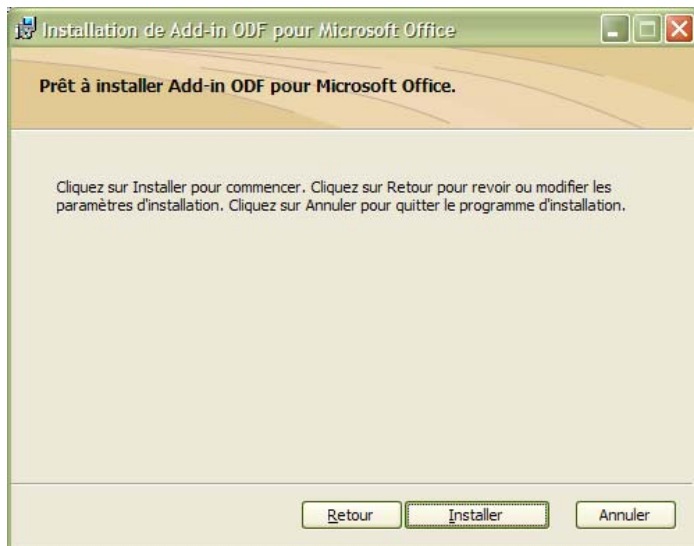 Installation de Add-in ODF pour Microsoft Office
Prêt à installer Add-in ODF pour Microsoft Office.
Cliquez sur Installer pour commencer. Cliquez sur Retour pour revoir ou modifier les
paramètres d'installation. Cliquez sur Annuler pour quitter le programme d'installation.
Retour Installer Annuler